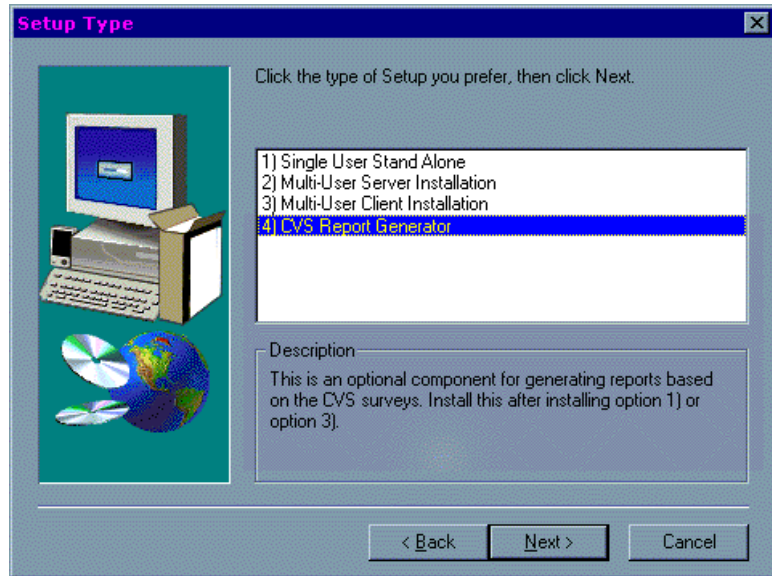 Setup Type
Click the type of Setup you prefer, then click Next.
1) Single User Stand Alone
2) Multi-User Server Installation
3) Multi-User Client Installation
4) CVS Report Generator
Description
This is an optional component for generating reports based
on the CVS surveys. Install this after installing option 1) or
option 3).
< Back
Next >
Cancel